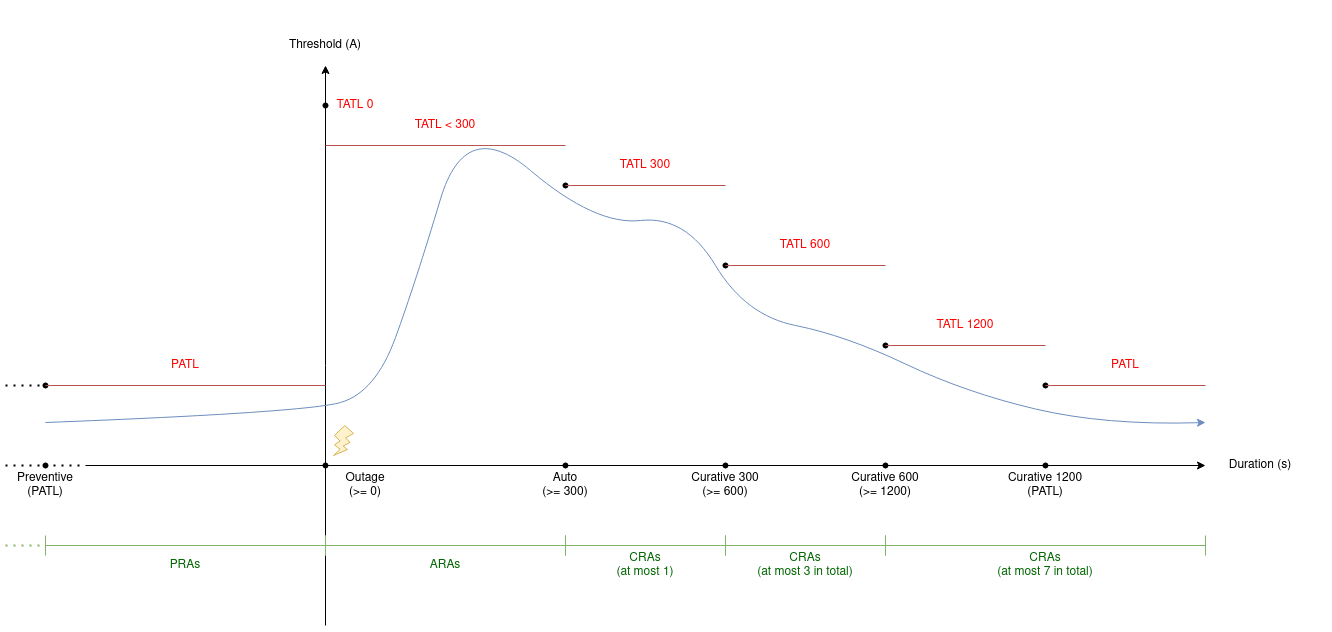 Threshold (A)
TATL 0
TATL < 300
TATL 300
TATL 600
TATL 1200
PATL
PATL
Duration (s)
Preventive
(PATL)
Outage
(>= 0)
Auto
(>= 300)
Curative 300
(>= 600)
Curative 600
(>= 1200)
Curative 1200
(PATL)
PRAs
ARAs
CRAs
(at most 1)
CRAs
(at most 3 in total)
CRAs
(at most 7 in total)